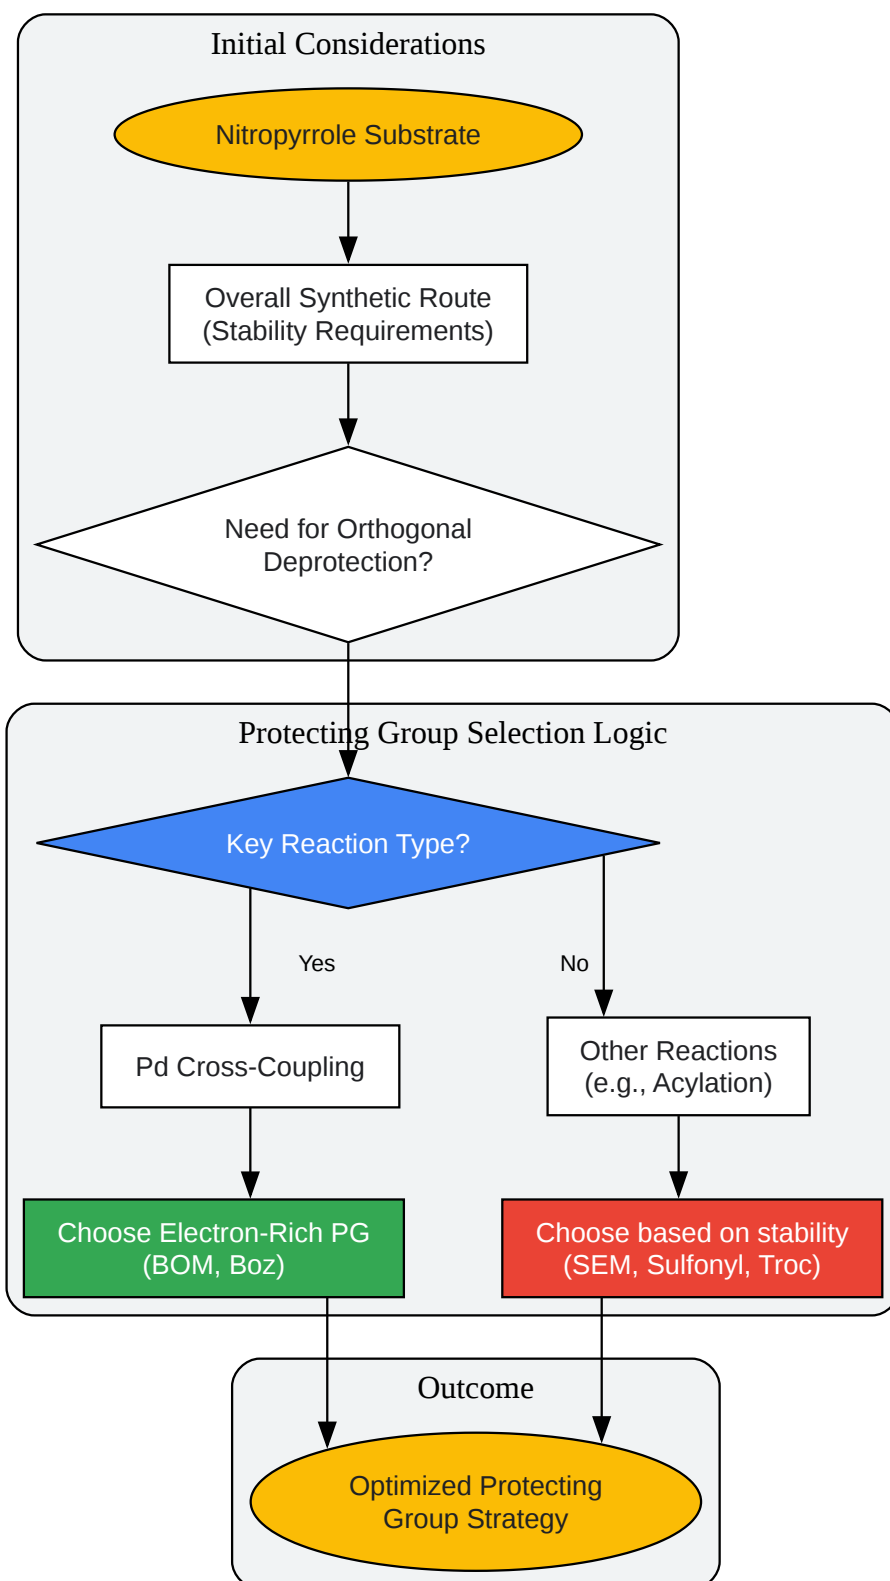 Initial Considerations
Nitropyrrole Substrate
Overall Synthetic Route
(Stability Requirements)
Need for Orthogonal
Deprotection?
Protecting Group Selection Logic
Key Reaction Type?
Yes
No
Pd Cross-Coupling
Other Reactions
(e.g., Acylation)
Choose Electron-Rich PG
(BOM, Boz)
Choose based on stability
(SEM, Sulfonyl, Troc)
Outcome
Optimized Protecting
Group Strategy